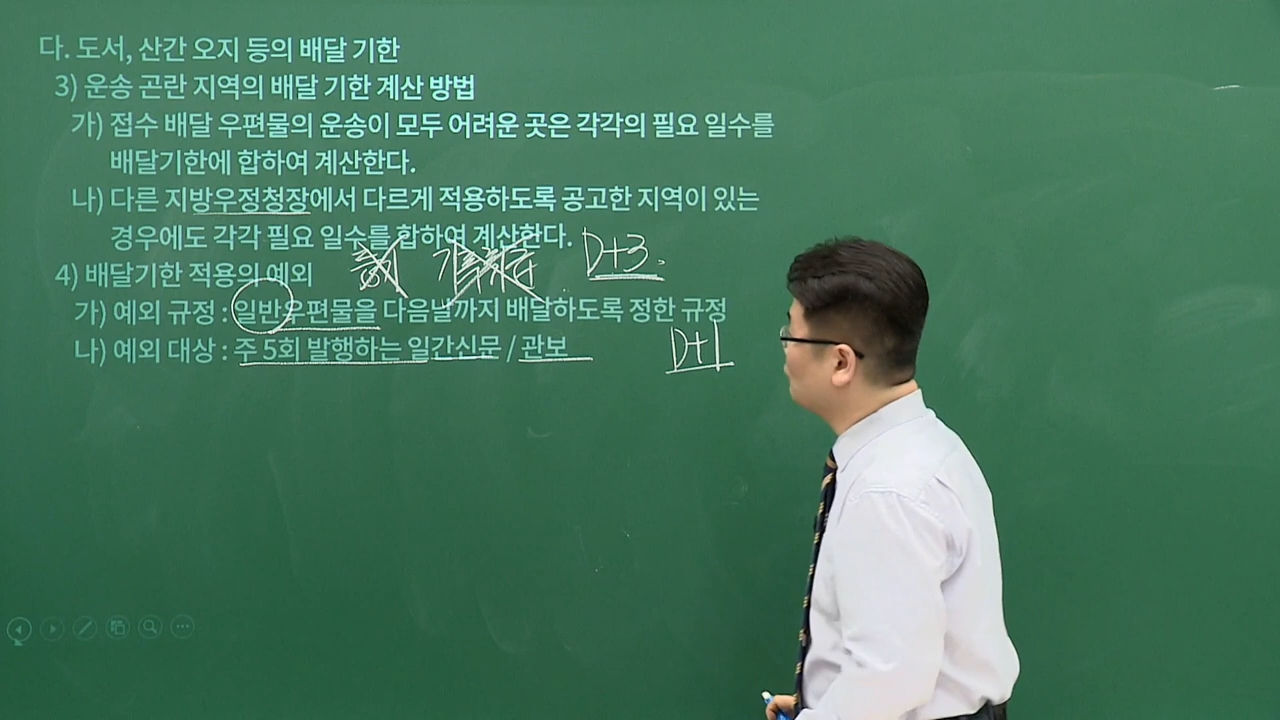 다. 도서, 산간 오지 등의 배달 기한
3) 운송 곤란 지역의 배달 기한 계산 방법
가) 접수 배달 우편물의 운송이 모두 어려운 곳은 각각의 필요 일수를
배달기한에 합하여 계산한다.
나) 다른 지방우정청장에서 다르게 적용하도록 공고한 지역이 있는
경우에도 각각 필요 일수를 합하여 계산한다.
D+3.
4) 배달기한 적용의 예외
가) 예외 규정 : 일반우편물을 다음날까지 배달하도록 정한 규정
나) 예외 대상 : 주 5회 발행하는 일간신문 / 관보
D+1